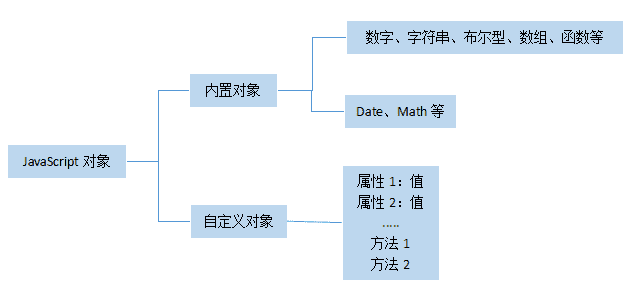 数字、字符串、布尔型、数组、函数等
内置对象
Date、Math 等
JavaScript 对象
自定义对象
属性 1：值
属性 2：值
.....
方法 1
方法 2